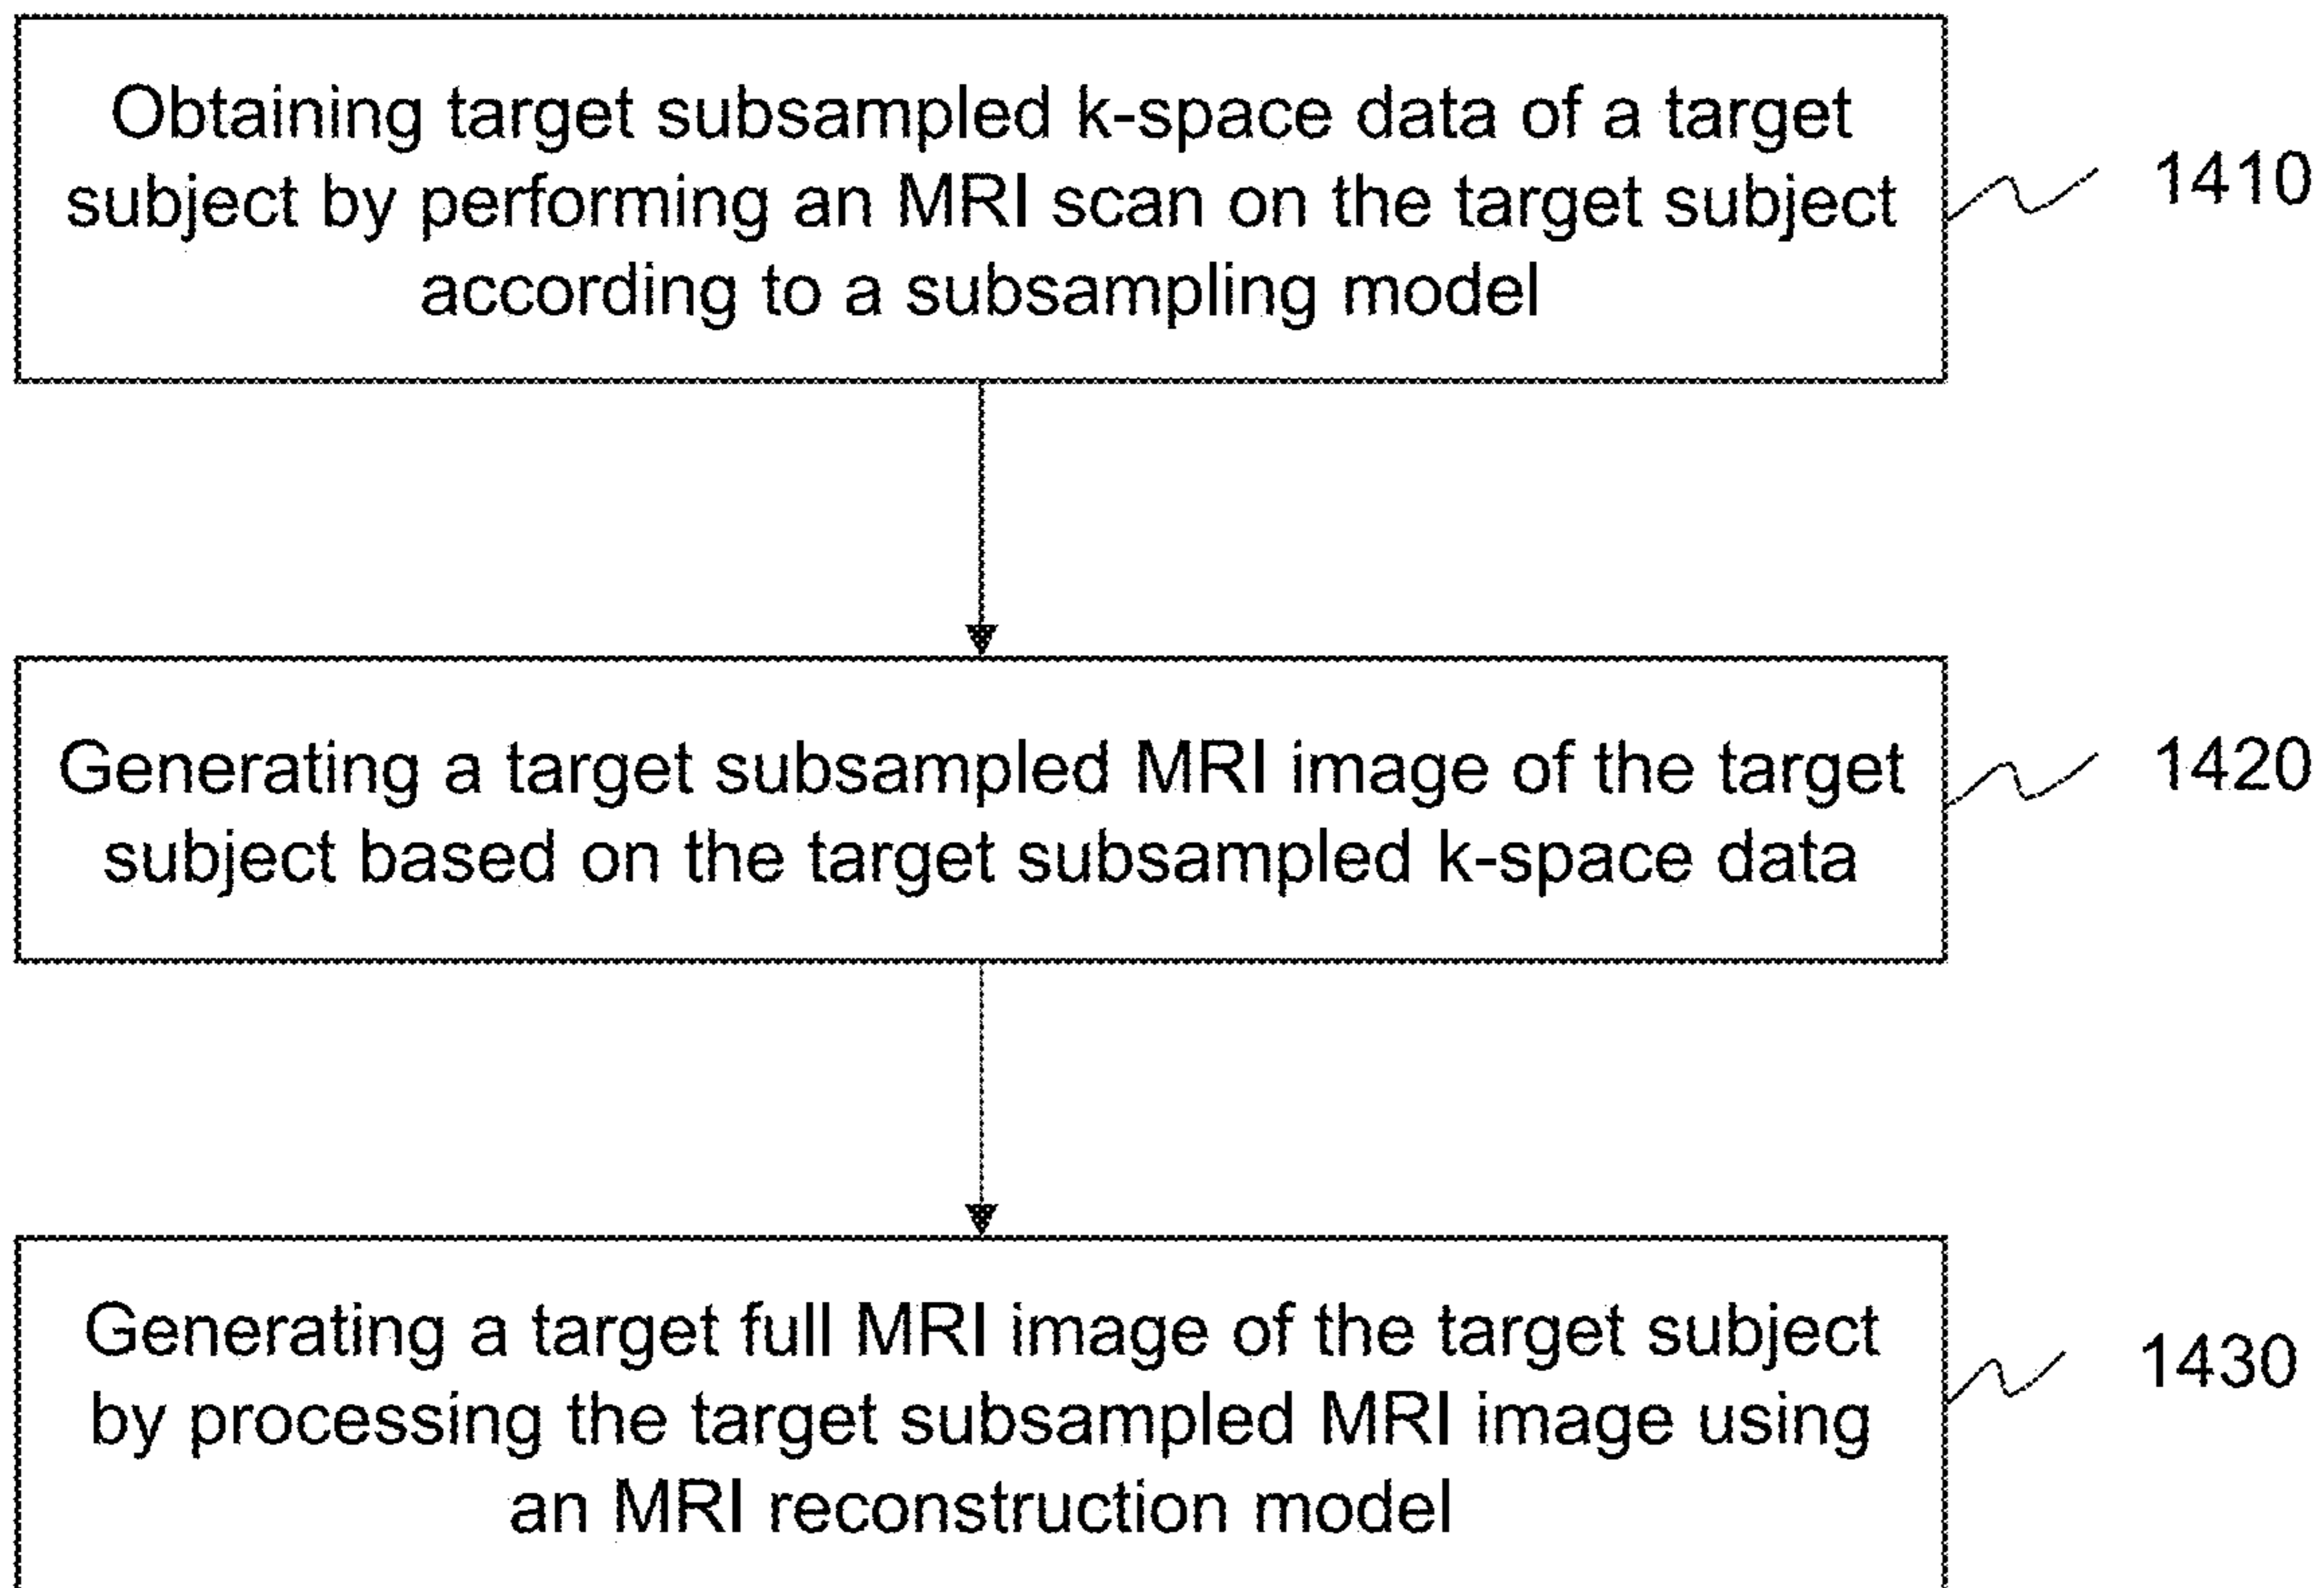 Obtaining target subsampled k-space data of a target
subject by performing an MRI scan on the target subject
according to a subsampling model
1410
Generating a target subsampled MRI image of the target
subject based on the target subsampled k-space data
1420
Generating a target full MRI image of the target subject
by processing the target subsampled MRI image using
an MRI reconstruction model
1430